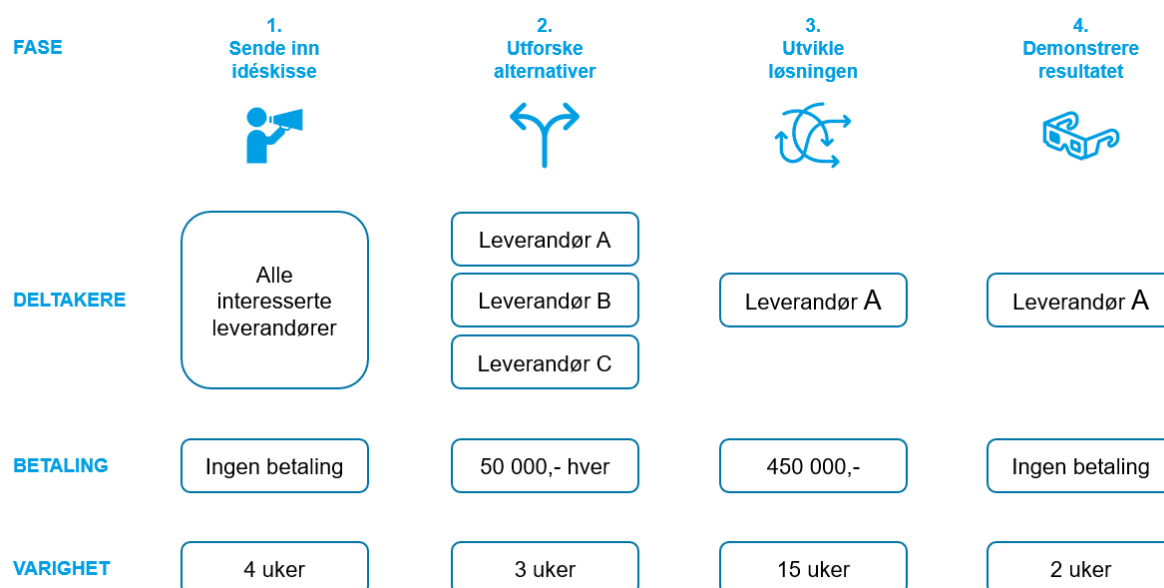 FASE
1.
Sende inn
idéskisse
2.
Utforske
alternativer
3.
Utvikle
løsningen
4.
Demonstrere
resultatet
DELTAKERE
Alle
interesserte
leverandører
Leverandør A
Leverandør B
Leverandør C
Leverandør A
Leverandør A
BETALING
Ingen betaling
50 000,- hver
450 000,-
Ingen betaling
VARIGHET
4 uker
3 uker
15 uker
2 uker